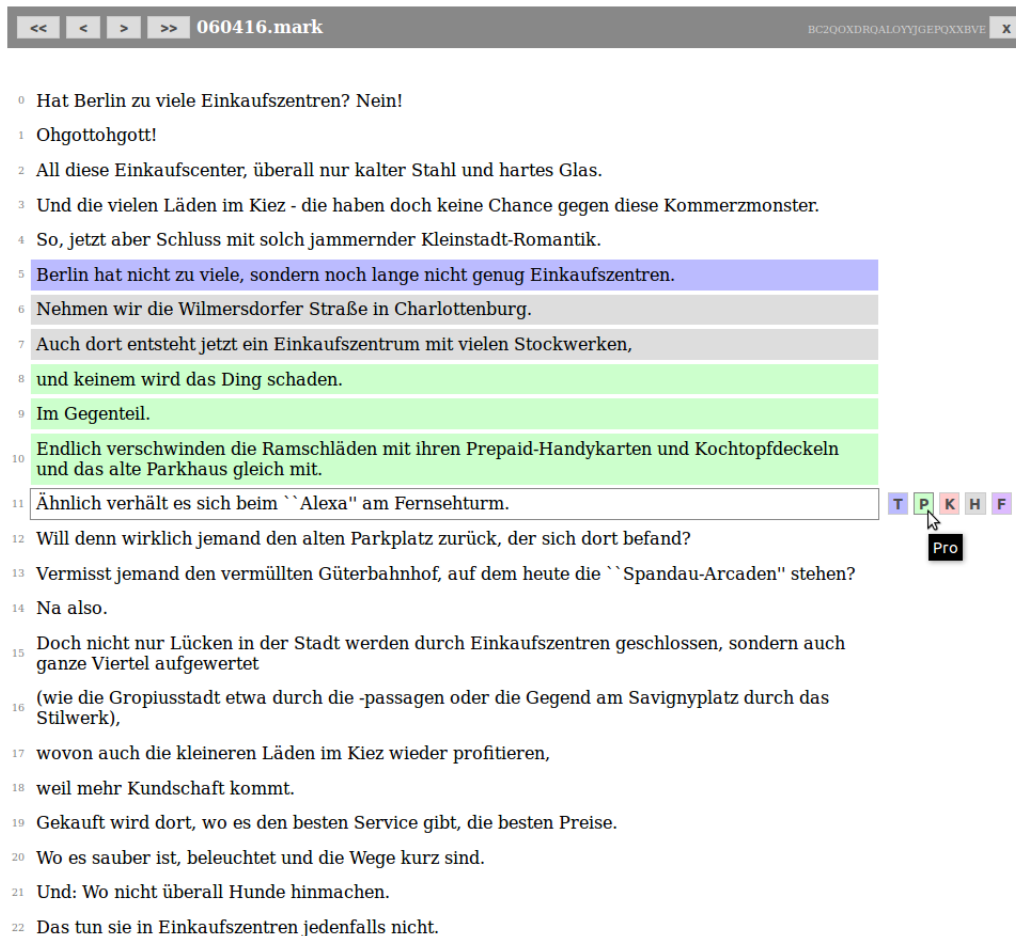 << < > >> 060416.mark BC2QOXDRQALOYYJGEPQXXBVE x
0 Hat Berlin zu viele Einkaufszentren? Nein!
1 Ohgottohgott!
2 All diese Einkaufscenter, überall nur kalter Stahl und hartes Glas.
3 Und die vielen Läden im Kiez - die haben doch keine Chance gegen diese Kommerzmonster.
4 So, jetzt aber Schluss mit solch jammernder Kleinstadt-Romantik.
5 Berlin hat nicht zu viele, sondern noch lange nicht genug Einkaufszentren.
6 Nehmen wir die Wilmersdorfer Straße in Charlottenburg.
7 Auch dort entsteht jetzt ein Einkaufszentrum mit vielen Stockwerken,
8 und keinem wird das Ding schaden.
9 Im Gegenteil.
10 Endlich verschwinden die Ramschläden mit ihren Prepaid-Handykarten und Kochtopfdeckeln
und das alte Parkhaus gleich mit.
11 Ähnlich verhält es sich beim ``Alexa'' am Fernsehturm. T P K H F
Pro
12 Will denn wirklich jemand den alten Parkplatz zurück, der sich dort befand?
13 Vermisst jemand den vermüllten Güterbahnhof, auf dem heute die ``Spandau-Arcaden'' stehen?
14 Na also.
15 Doch nicht nur Lücken in der Stadt werden durch Einkaufszentren geschlossen, sondern auch
ganze Viertel aufgewertet
16 (wie die Gropiusstadt etwa durch die -passagen oder die Gegend am Savignyplatz durch das
Stilwerk),
17 wovon auch die kleineren Läden im Kiez wieder profitieren,
18 weil mehr Kundschaft kommt.
19 Gekauft wird dort, wo es den besten Service gibt, die besten Preise.
20 Wo es sauber ist, beleuchtet und die Wege kurz sind.
21 Und: Wo nicht überall Hunde hinmachen.
22 Das tun sie in Einkaufszentren jedenfalls nicht.